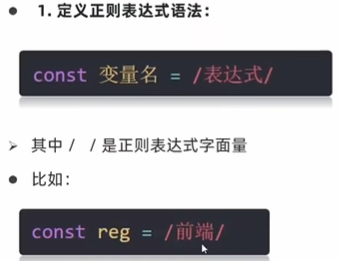 1. 定义正则表达式语法：
const 变量名 = /表达式/
其中 /   / 是正则表达式字面量
比如：
const reg = /前端/